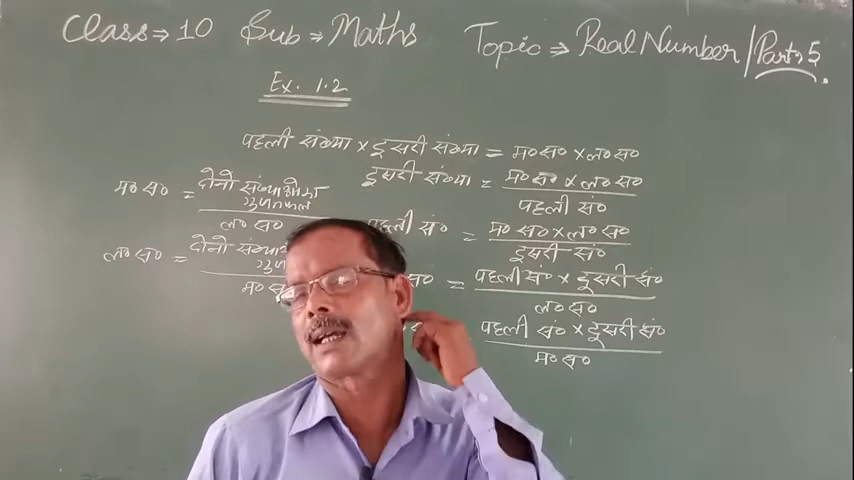 Class ⇒ 10 Sub ⇒ Maths Topic ⇒ Real Number / Part 5
Ex. 1.2
पहली संख्या × दूसरी संख्या = म० स० × ल० स०
दूसरी संख्या = म० स० × ल० स०
पहली सं०
म० स० = दोनो संख्याओ का
गुणनफल
ल० स०
पहली सं० = म० स० × ल० स०
दूसरी सं०
ल० स० = दोनो
म०
स० = पहली सं० × दूसरी सं०
ल० स०
पहली सं० × दूसरी सं०
म० स०